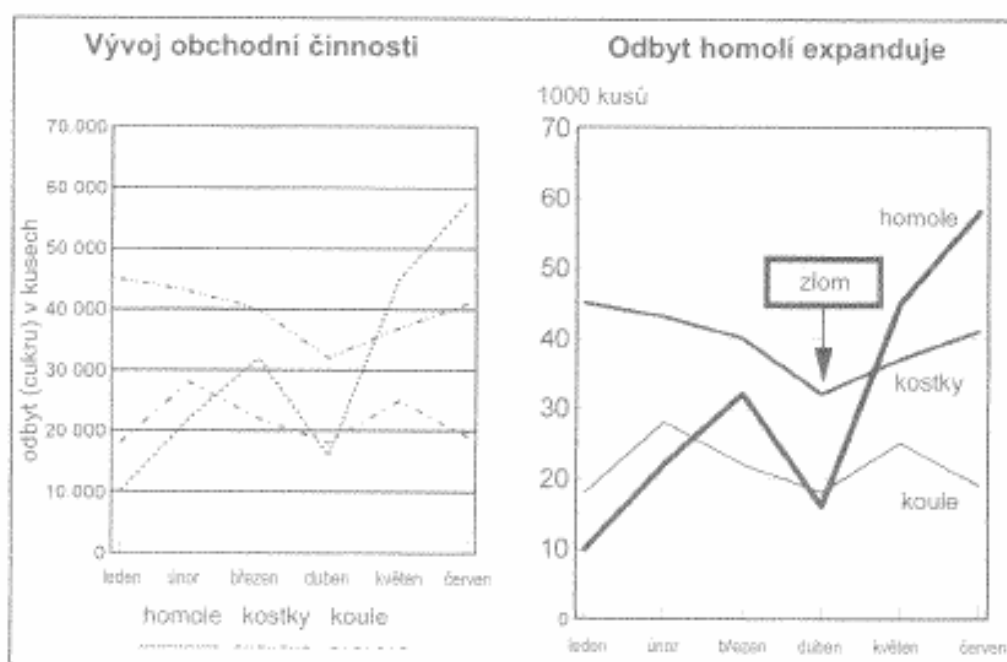 Vývoj obchodní činnosti
odbyt (cukru) v kusech
70.000
60 000
50 000
40 000
30 000
20 000
10.000
0
leden únor březen duben květen červen
homole kostky koule
Odbyt homolí expanduje
1000 kusů
70
60
50
40
30
20
10
0
homole
zlom
kostky
koule
leden únor březen duben květen červen